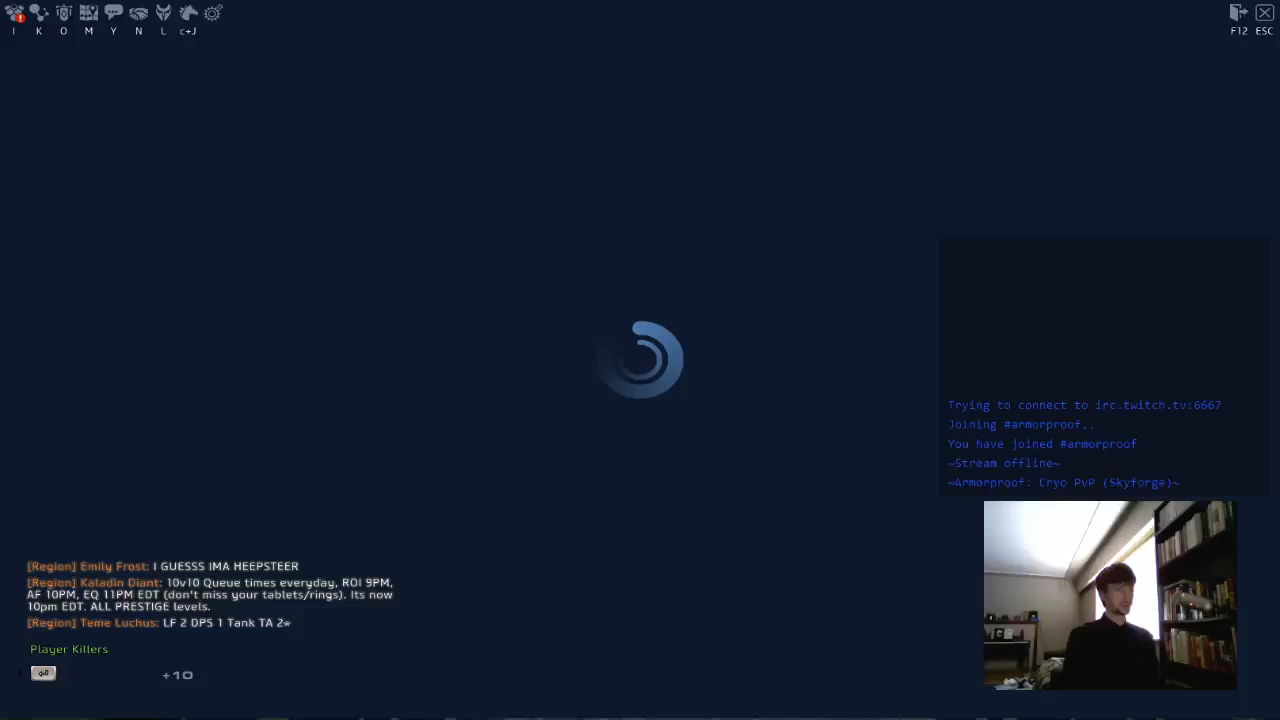 I K O M Y N L c+J
F12 ESC
Trying to connect to irc.twitch.tv:6667
Joining #armorproof..
You have joined #armorproof
~Stream offline~
~Armorproof: Cryo PvP (Skyforge)~
[Region] Emily Frost: I GUESSS IMA HEEPSTEER
[Region] Kaladin Diant: 10v10 Queue times everyday, ROI 9PM,
AF 10PM, EQ 11PM EDT (don't miss your tablets/rings). Its now
10pm EDT. ALL PRESTIGE levels.
[Region] Teme Luchus: LF 2 DPS 1 Tank TA 2*
Player Killers
+10